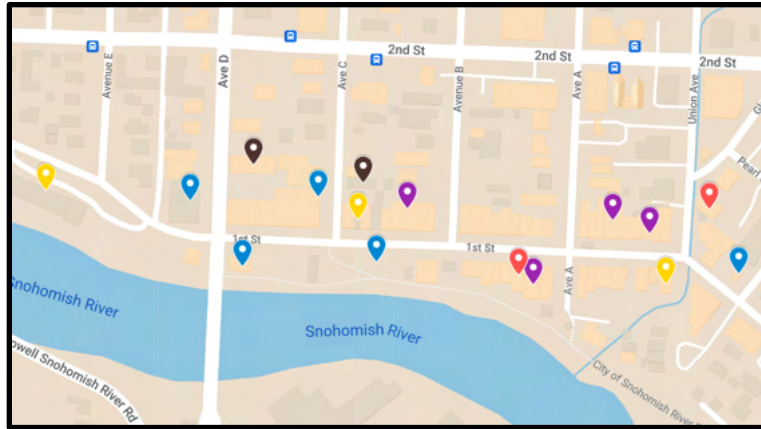 2nd St
2nd St
2nd St
Avenue E
Ave D
Ave C
Avenue B
Ave A
Union Ave
Pearl
1st St
1st St
Ave A
Snohomish River
Snohomish River
owell Snohomish River Rd
City of Snohomish River